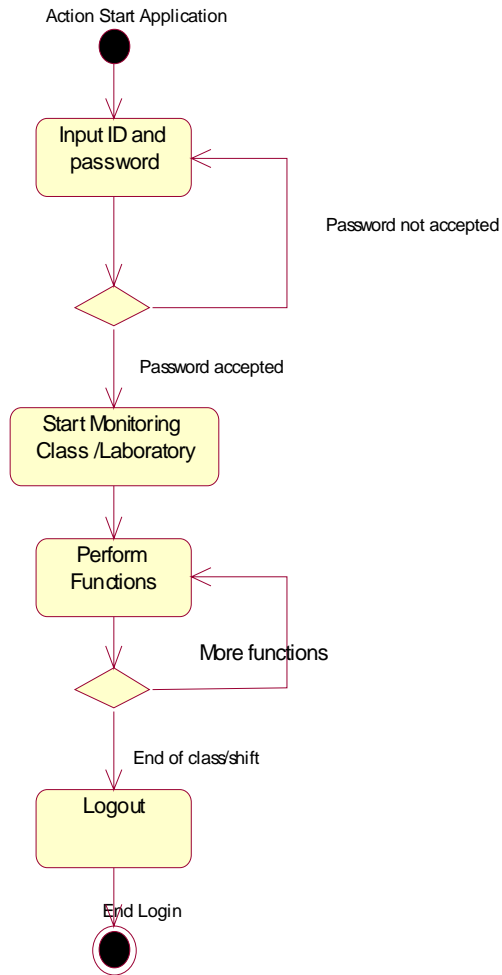 Action Start Application
Input ID and
password
Password not accepted
Password accepted
Start Monitoring
Class /Laboratory
Perform
Functions
More functions
End of class/shift
Logout
End Login